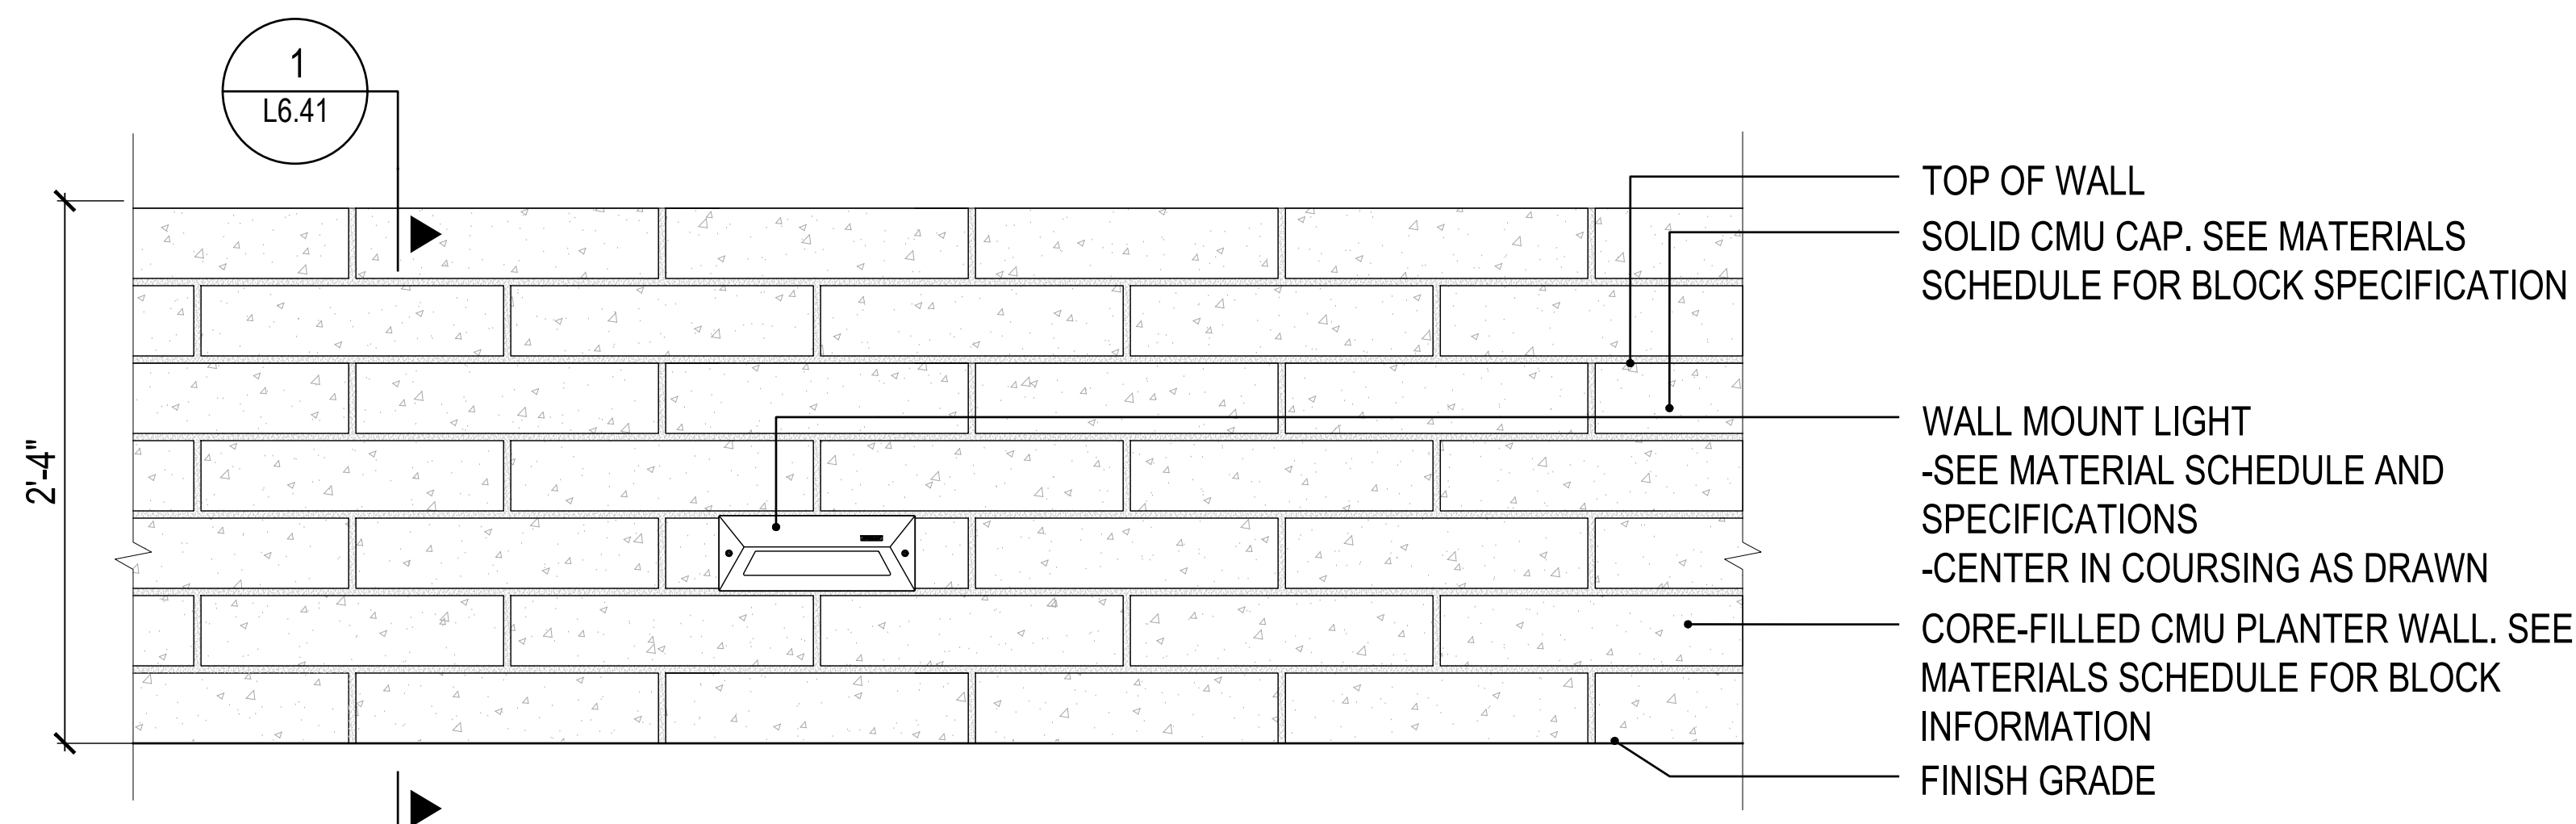 1
L6.41
2'-4"
TOP OF WALL
SOLID CMU CAP. SEE MATERIALS
SCHEDULE FOR BLOCK SPECIFICATION
WALL MOUNT LIGHT
-SEE MATERIAL SCHEDULE AND
SPECIFICATIONS
-CENTER IN COURSING AS DRAWN
CORE-FILLED CMU PLANTER WALL. SEE
MATERIALS SCHEDULE FOR BLOCK
INFORMATION
FINISH GRADE